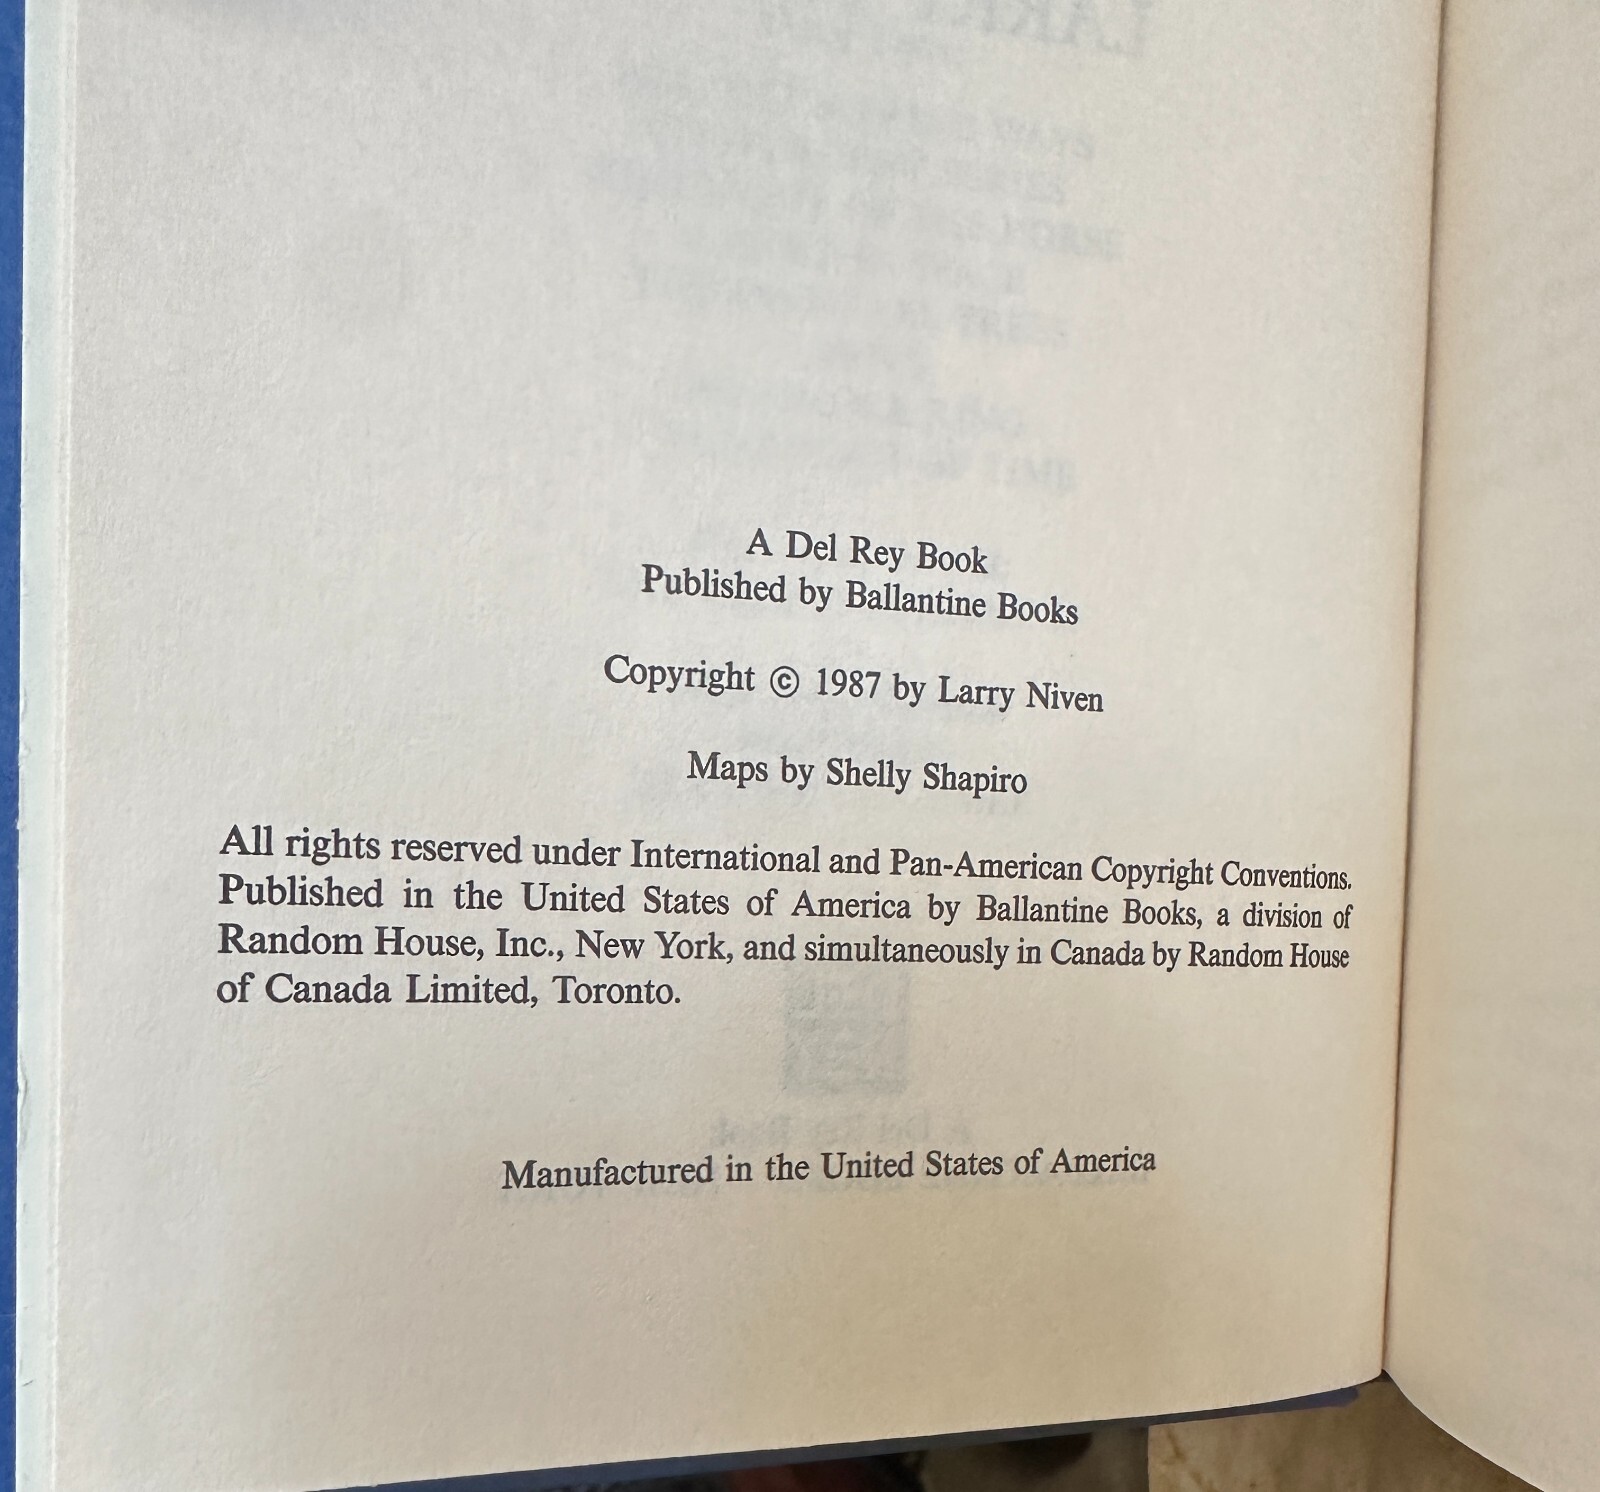 A Del Rey Book
Published by Ballantine Books
Copyright © 1987 by Larry Niven
Maps by Shelly Shapiro
All rights reserved under International and Pan-American Copyright Conventions.
Published in the United States of America by Ballantine Books, a division of
Random House, Inc., New York, and simultaneously in Canada by Random House
of Canada Limited, Toronto.
Manufactured in the United States of America